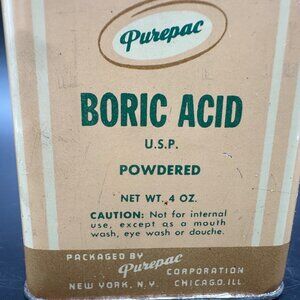 Purepac
BORIC ACID
U.S.P.
POWDERED
NET WT. 4 OZ.
CAUTION: Not for internal
use, except as a mouth
wash, eye wash or douche.
PACKAGED BY
Purepac CORPORATION
NEW YORK, N.Y. CHICAGO, ILL